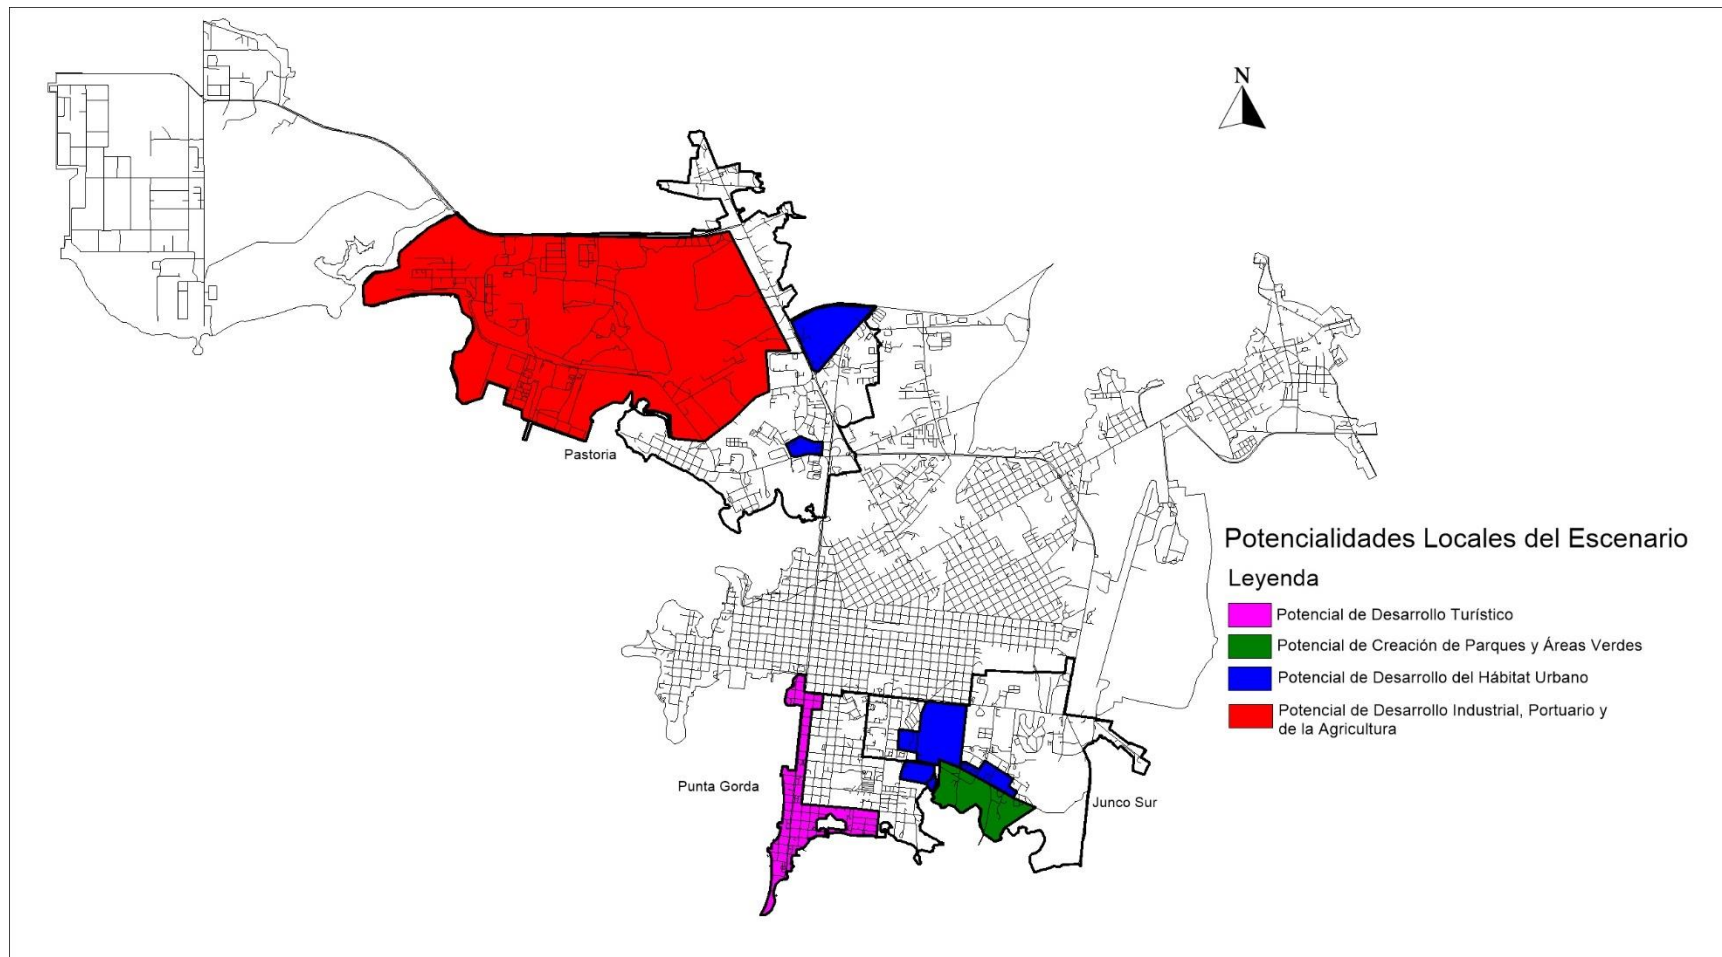 N
Pastoria
Potencialidades Locales del Escenario
Leyenda
Potencial de Desarrollo Turístico
Potencial de Creación de Parques y Áreas Verdes
Potencial de Desarrollo del Hábitat Urbano
Potencial de Desarrollo Industrial, Portuario y
de la Agricultura
Punta Gorda
Junco Sur